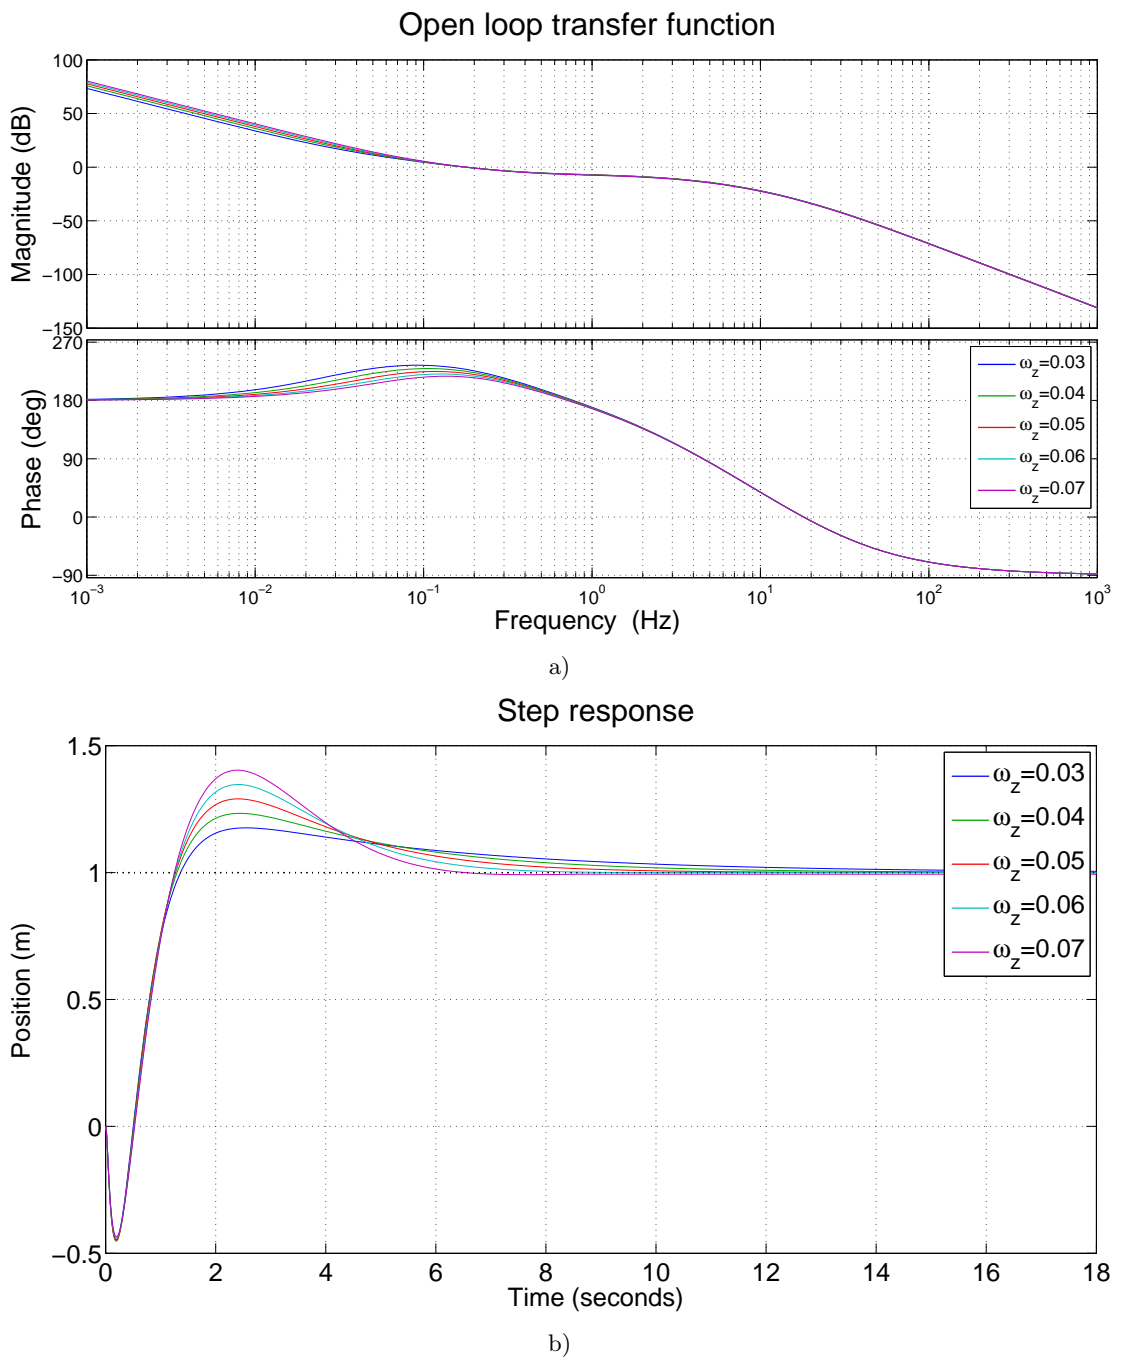 Open loop transfer function
Magnitude (dB)
100
50
0
−50
−100
−150
Phase (deg)
270
180
90
0
−90
ω_z=0.03
ω_z=0.04
ω_z=0.05
ω_z=0.06
ω_z=0.07
10^−3 10^−2 10^−1 10^0 10^1 10^2 10^3
Frequency (Hz)
a)
Step response
Position (m)
1.5
1
0.5
0
−0.5
ω_z=0.03
ω_z=0.04
ω_z=0.05
ω_z=0.06
ω_z=0.07
0 2 4 6 8 10 12 14 16 18
Time (seconds)
b)